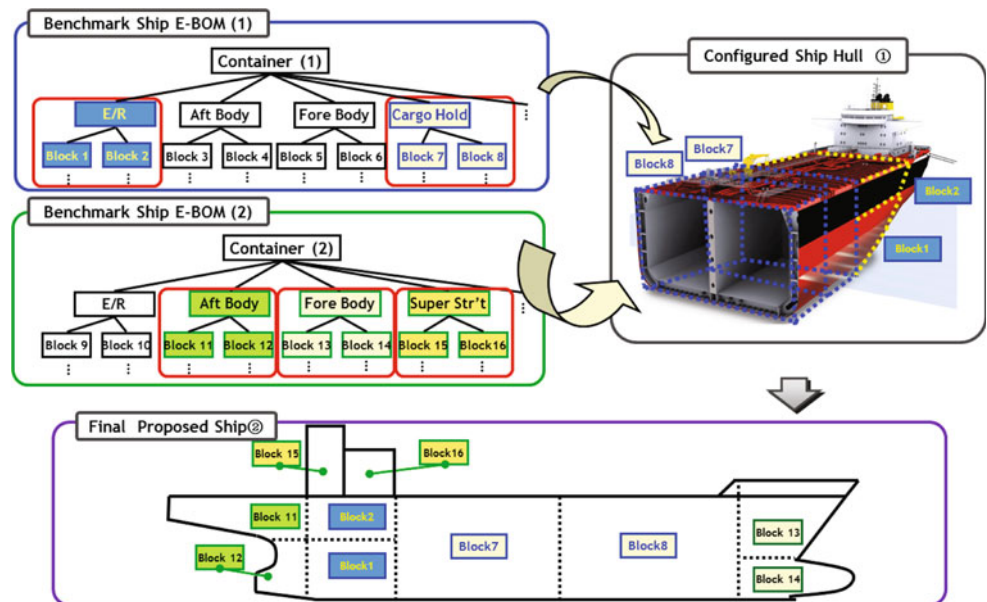 Benchmark Ship E-BOM (1)
Container (1)
E/R
Aft Body
Fore Body
Cargo Hold
Block 1
Block 2
Block 3
Block 4
Block 5
Block 6
Block 7
Block 8
Benchmark Ship E-BOM (2)
Container (2)
E/R
Aft Body
Fore Body
Super Str't
Block 9
Block 10
Block 11
Block 12
Block 13
Block 14
Block 15
Block16
Configured Ship Hull ①
Block8
Block7
Block2
Block1
Final Proposed Ship②
Block 15
Block16
Block 11
Block2
Block 12
Block1
Block7
Block8
Block 13
Block 14